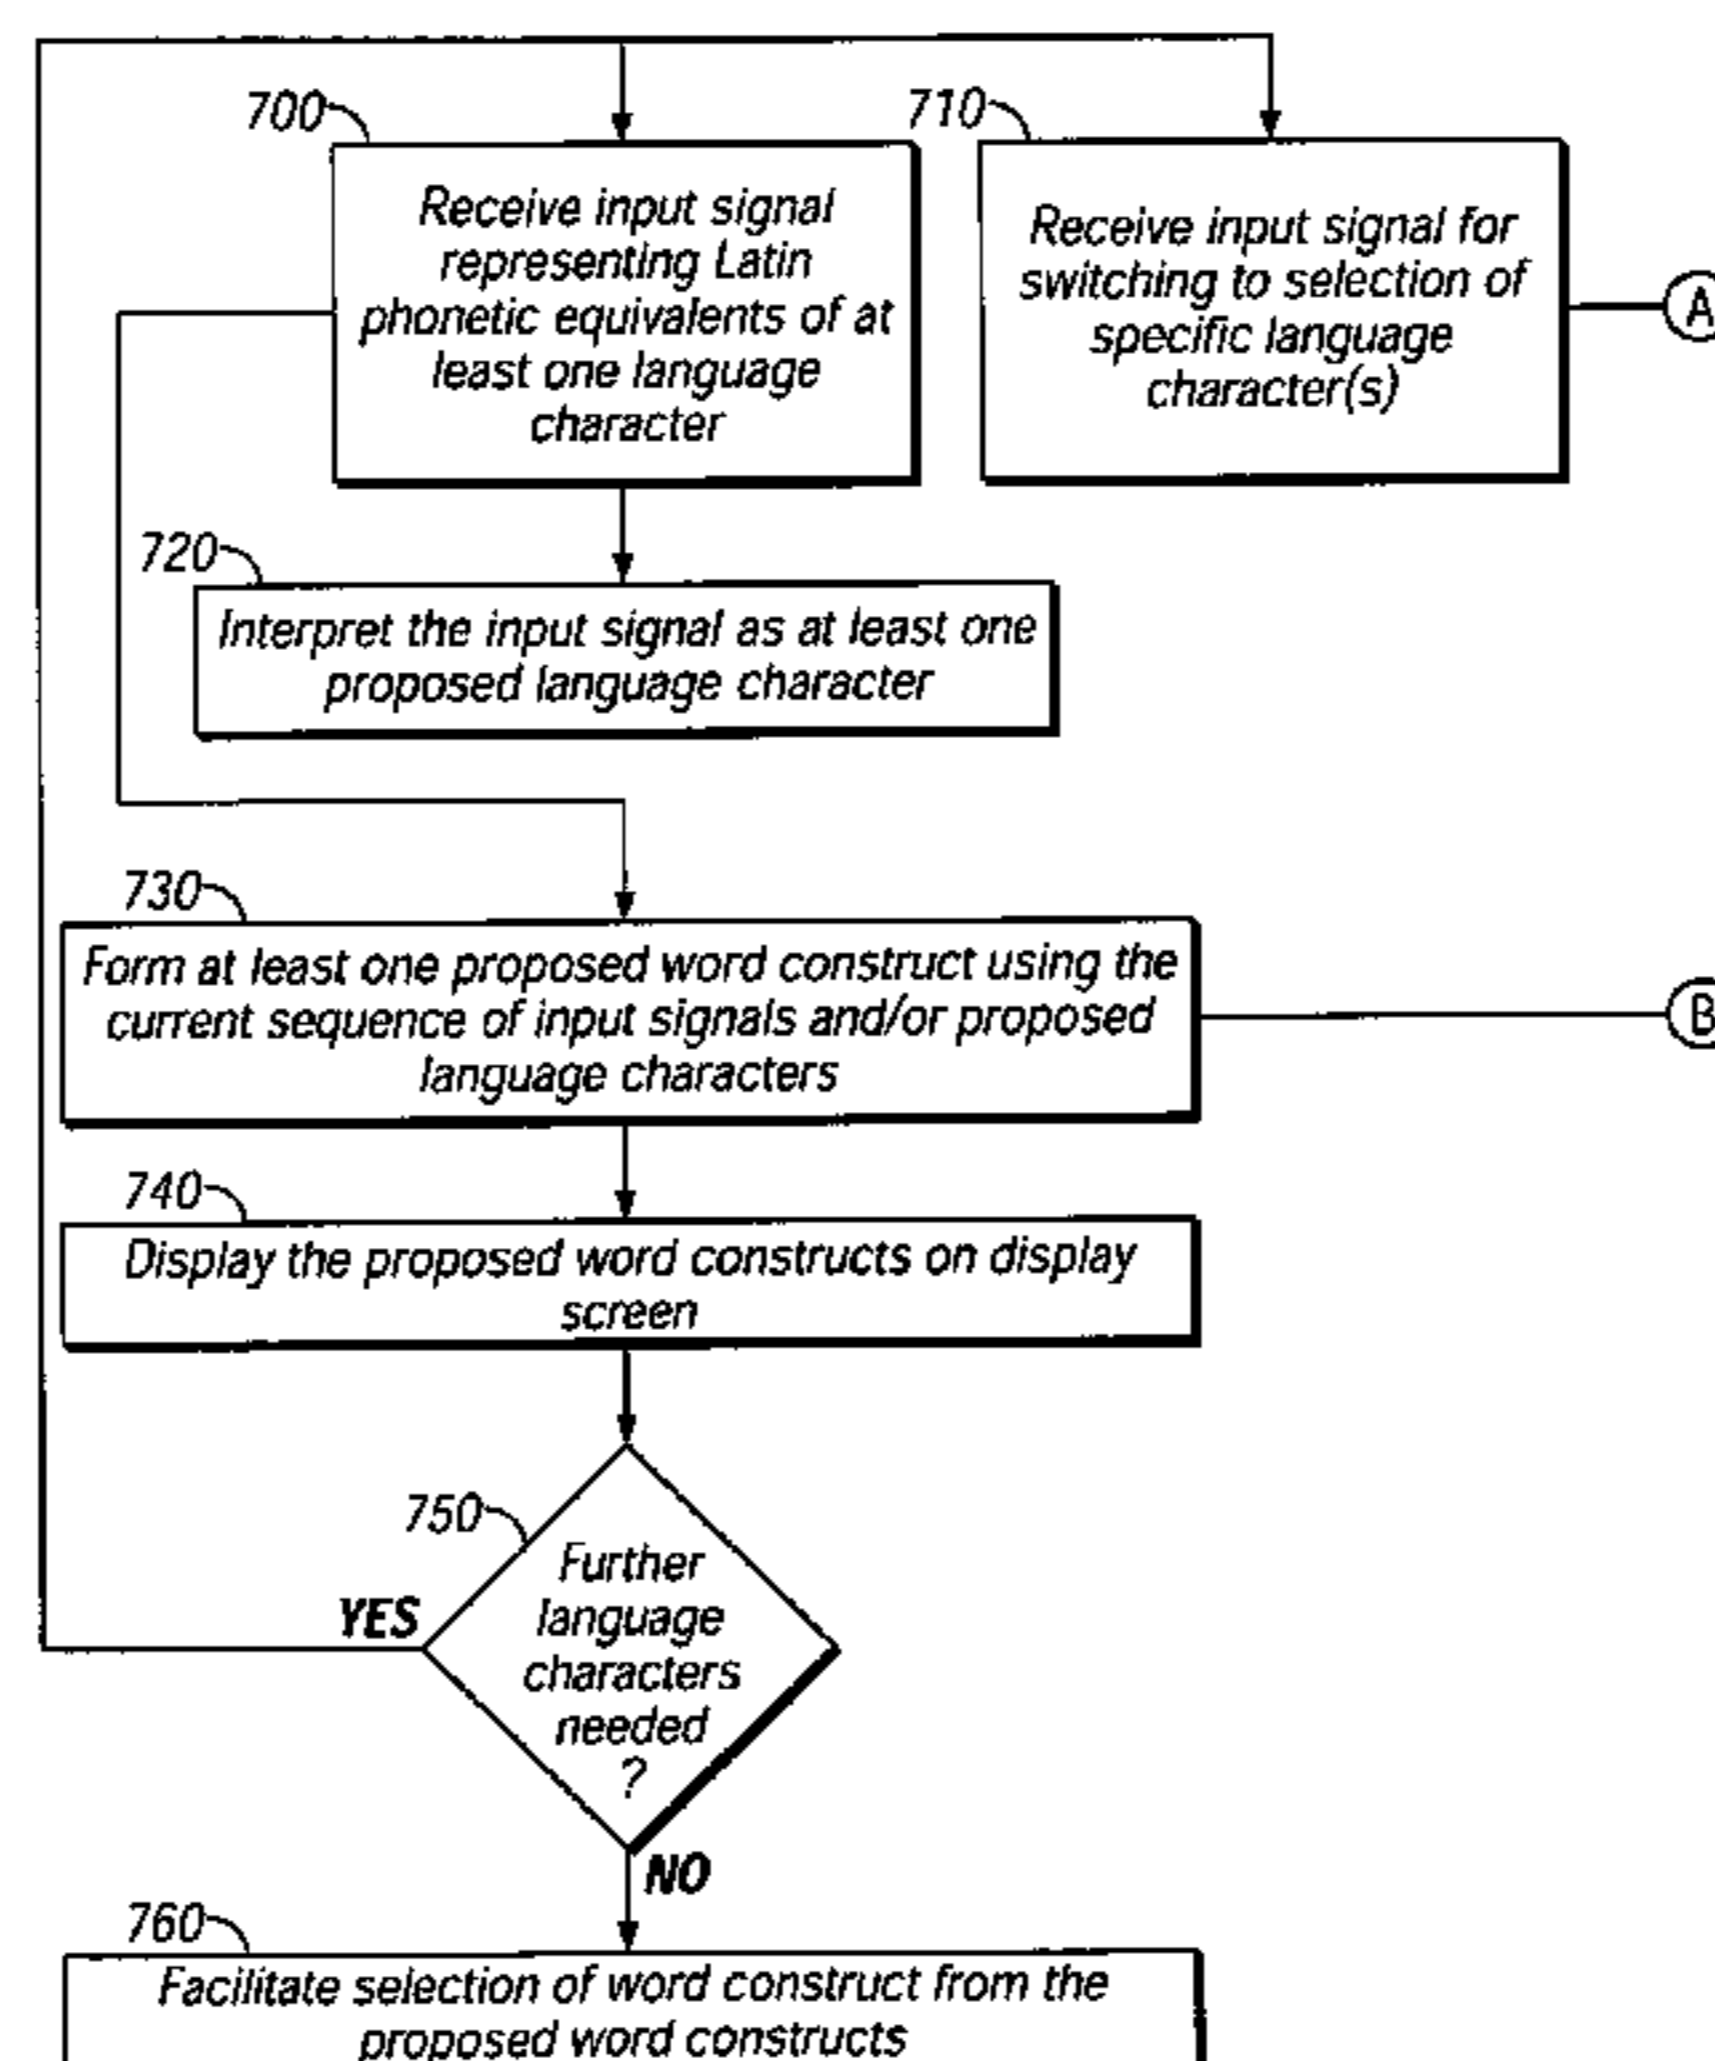 700
Receive input signal
representing Latin
phonetic equivalents of at
least one language
character
710
Receive input signal for
switching to selection of
specific language
character(s)
A
720
Interpret the input signal as at least one
proposed language character
730
Form at least one proposed word construct using the
current sequence of input signals and/or proposed
language characters
B
740
Display the proposed word constructs on display
screen
750
Further
language
characters
needed
?
YES
NO
760
Facilitate selection of word construct from the
proposed word constructs